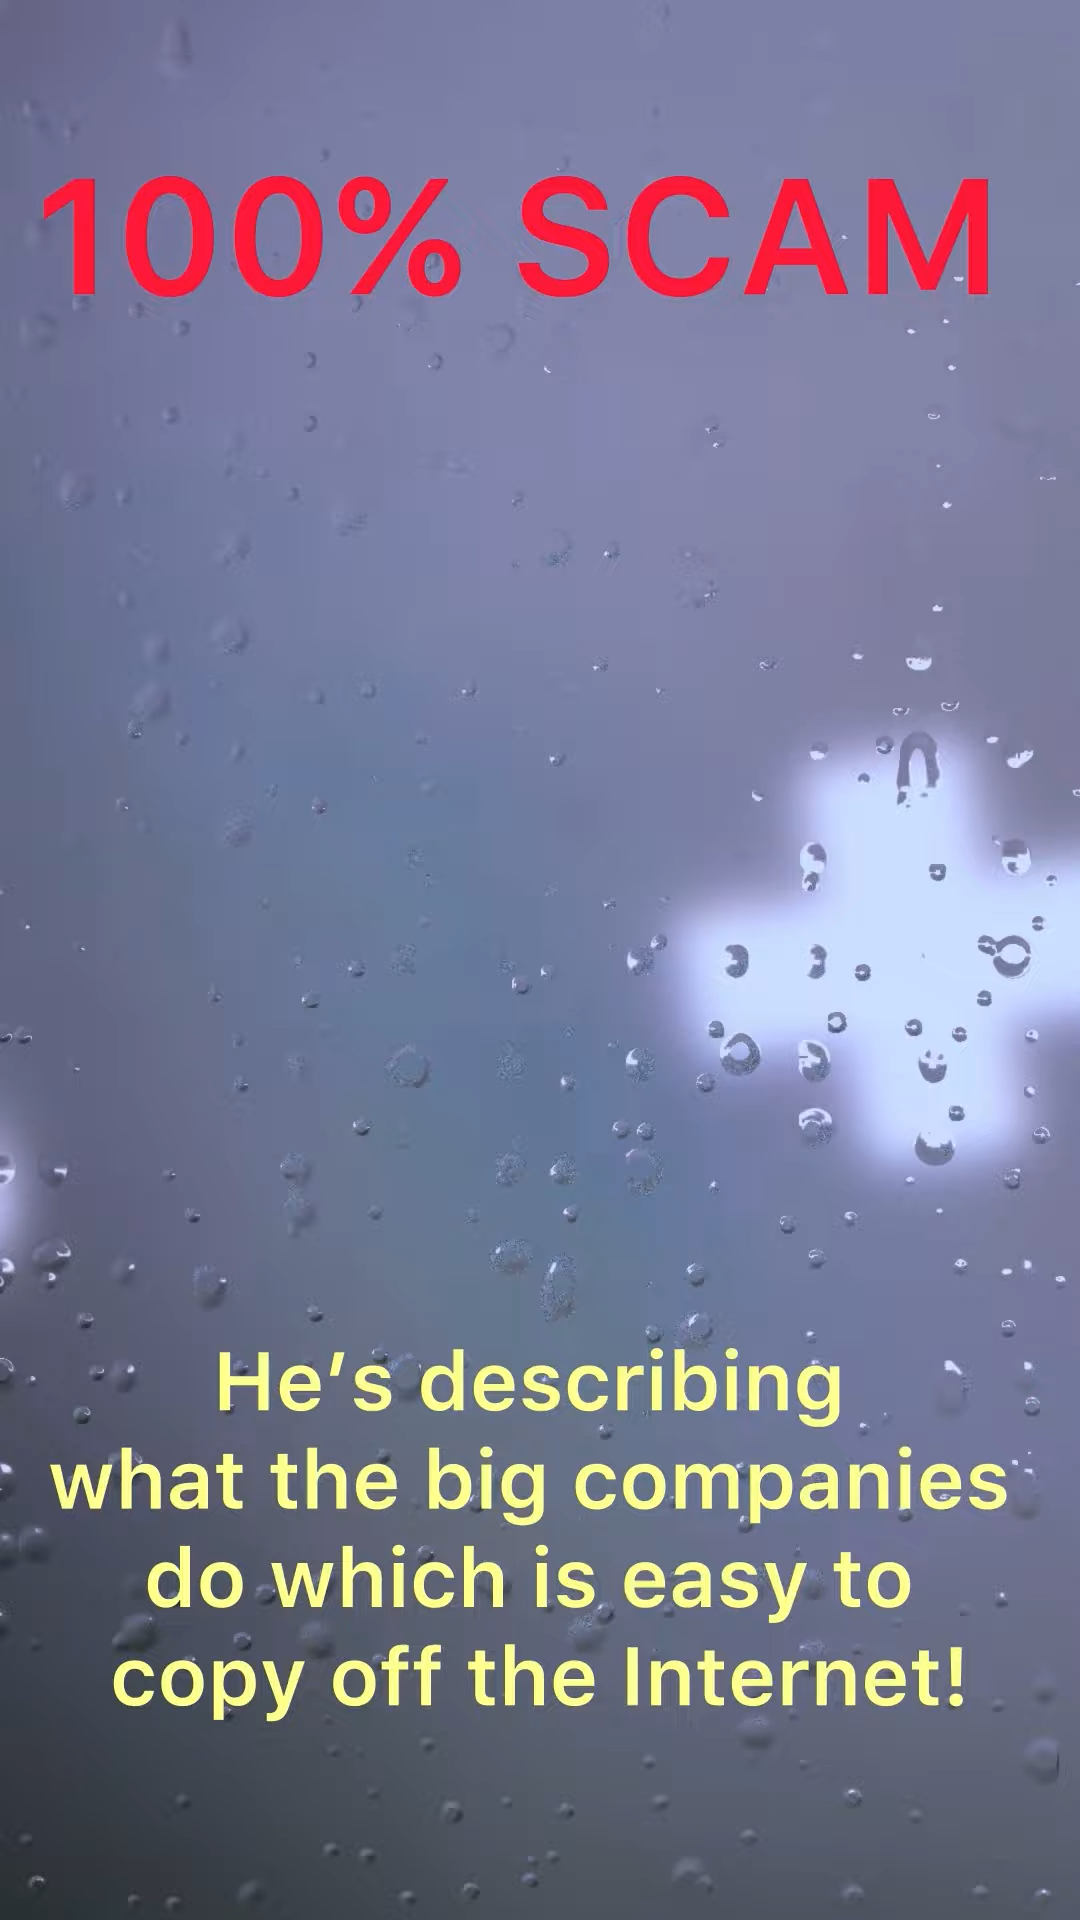 100% SCAM
He’s describing
what the big companies
do which is easy to
copy off the Internet!